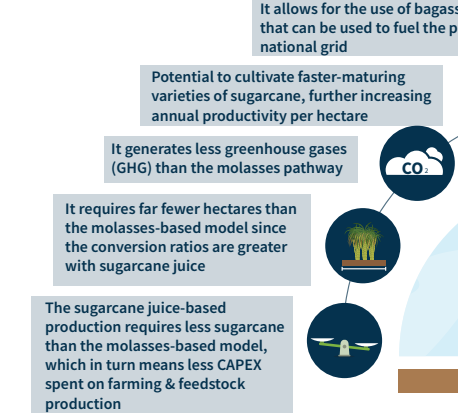 It allows for the use of
that can be used to fuel the
national grid
Potential to cultivate faster-maturing
varieties of sugarcane, further increasing
annual productivity per hectare
It generates less greenhouse gases
(GHG) than the molasses pathway
CO2
It requires far fewer hectares than
the molasses-based model since
the conversion ratios are greater
with sugarcane juice
The sugarcane juice-based
production requires less sugarcane
than the molasses-based model,
which in turn means less CAPEX
spent on farming & feedstock
production